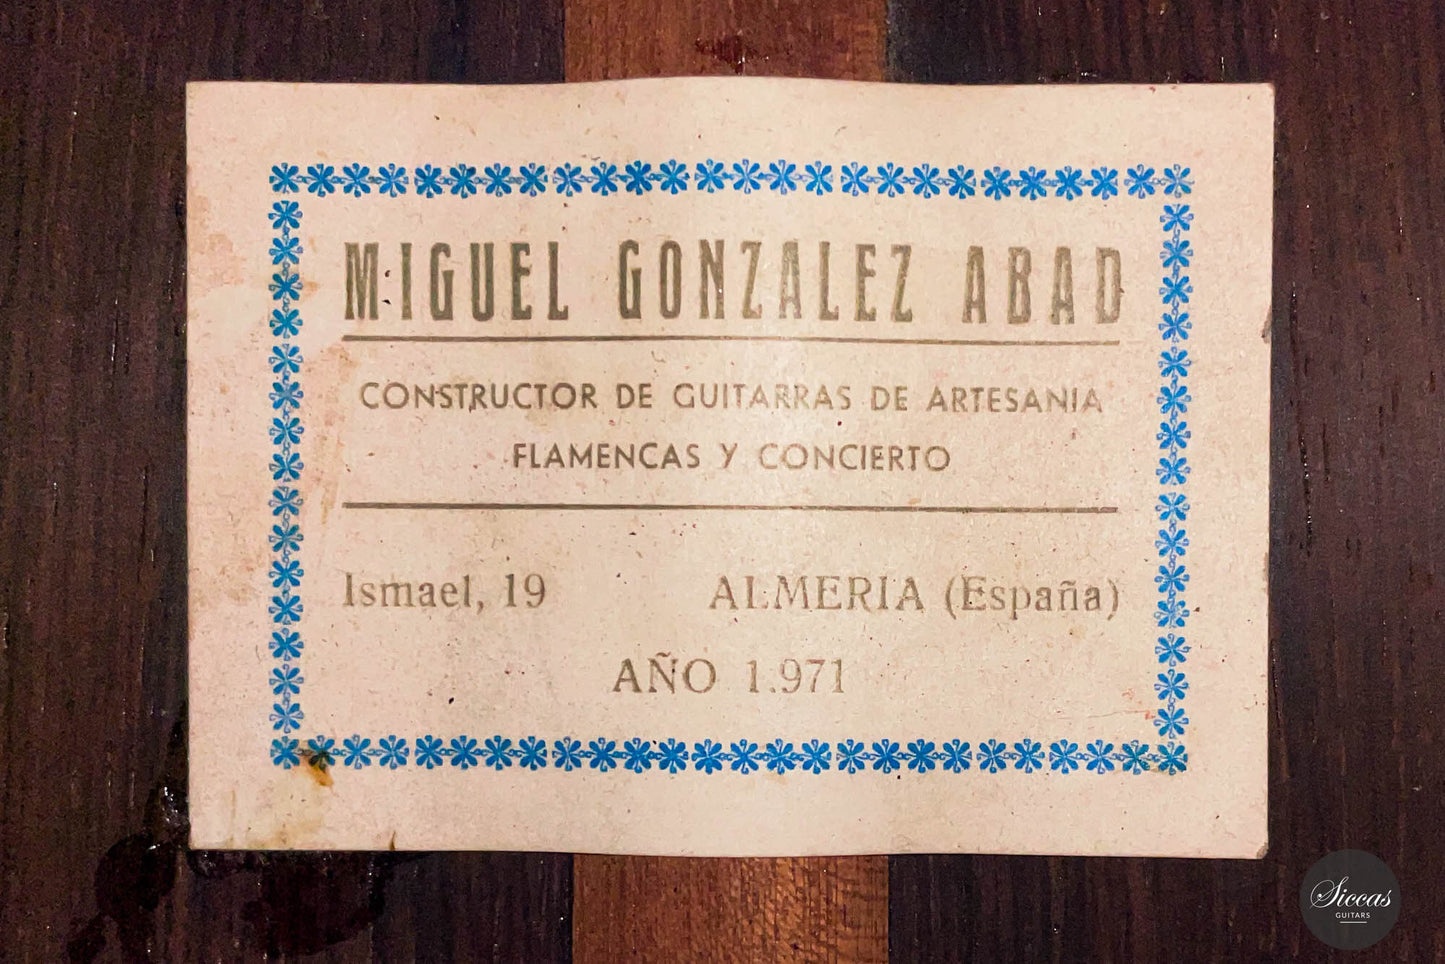 MIGUEL GONZALEZ ABAD
CONSTRUCTOR DE GUITARRAS DE ARTESANIA
FLAMENCAS Y CONCIERTO
Ismael, 19 ALMERIA (España)
AÑO 1.971
Siccas
GUITARS